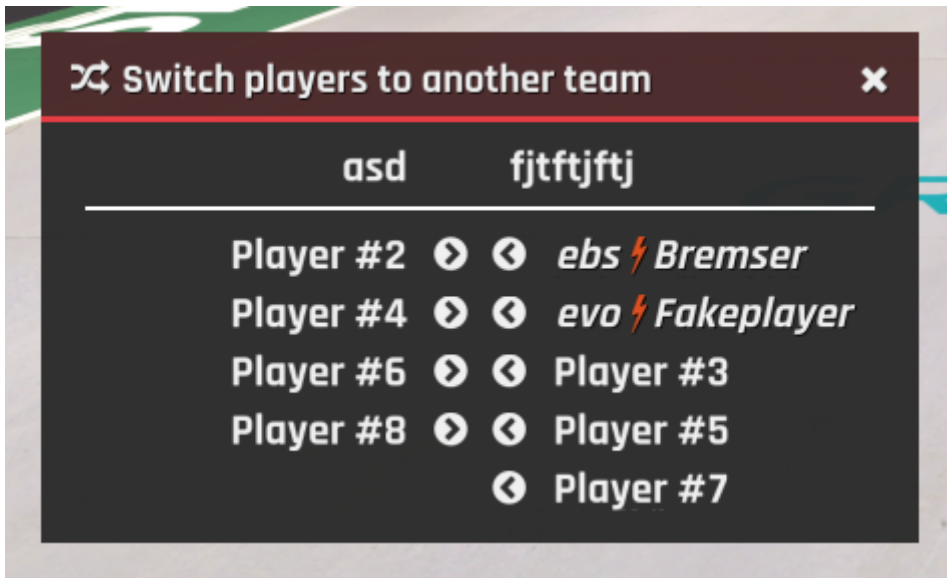 Switch players to another team
asd fjtftjftj
Player #2 ebs Bremser
Player #4 evo Fakeplayer
Player #6 Player #3
Player #8 Player #5
Player #7